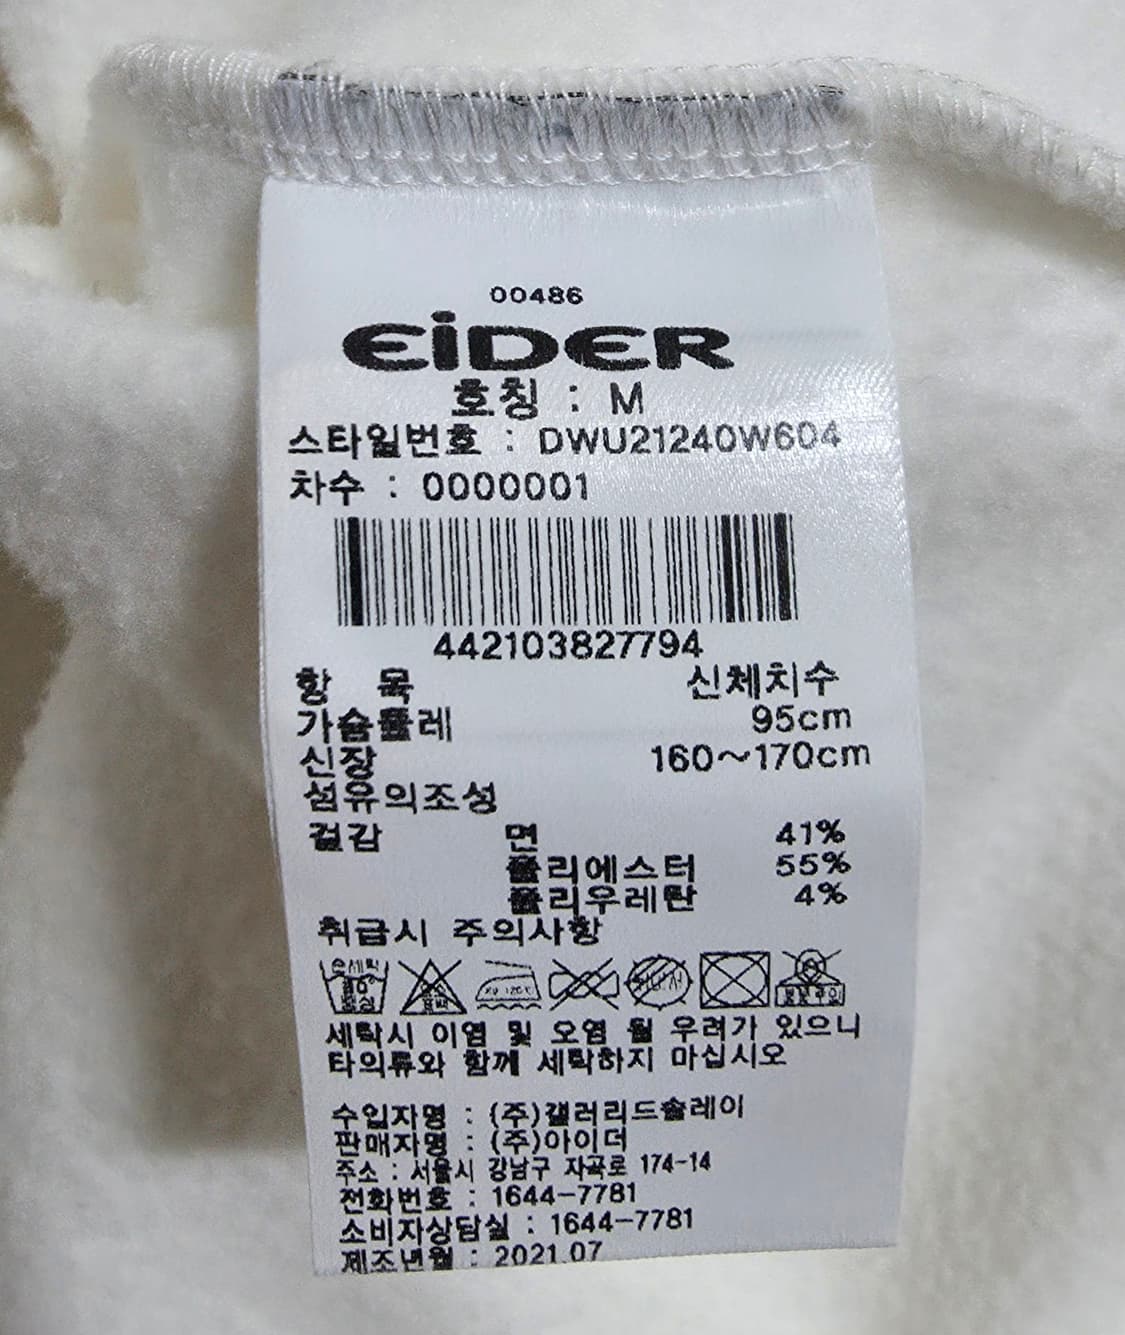 00486
EiDER
호칭 : M
스타일번호 : DWU21240W604
차수 : 0000001
442103827794
항 목 신체치수
가슴둘레 95cm
신장 160~170cm
섬유의조성
겉감 면 41%
폴리에스터 55%
폴리우레탄 4%
취급시 주의사항
손세탁
30°
중성
세탁시 이염 및 오염 될 우려가 있으니
타의류와 함께 세탁하지 마십시오
수입자명 : (주)갤러리드숄레이
판매자명 : (주)아이더
주소 : 서울시 강남구 자곡로 174-14
전화번호 : 1644-7781
소비자상담실 : 1644-7781
제조년월 : 2021.07